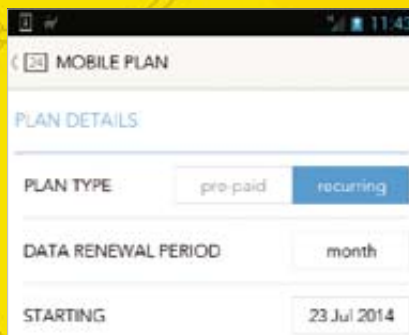 11:43
24 MOBILE PLAN
PLAN DETAILS
PLAN TYPE pre-paid recurring
DATA RENEWAL PERIOD month
STARTING 23 Jul 2014